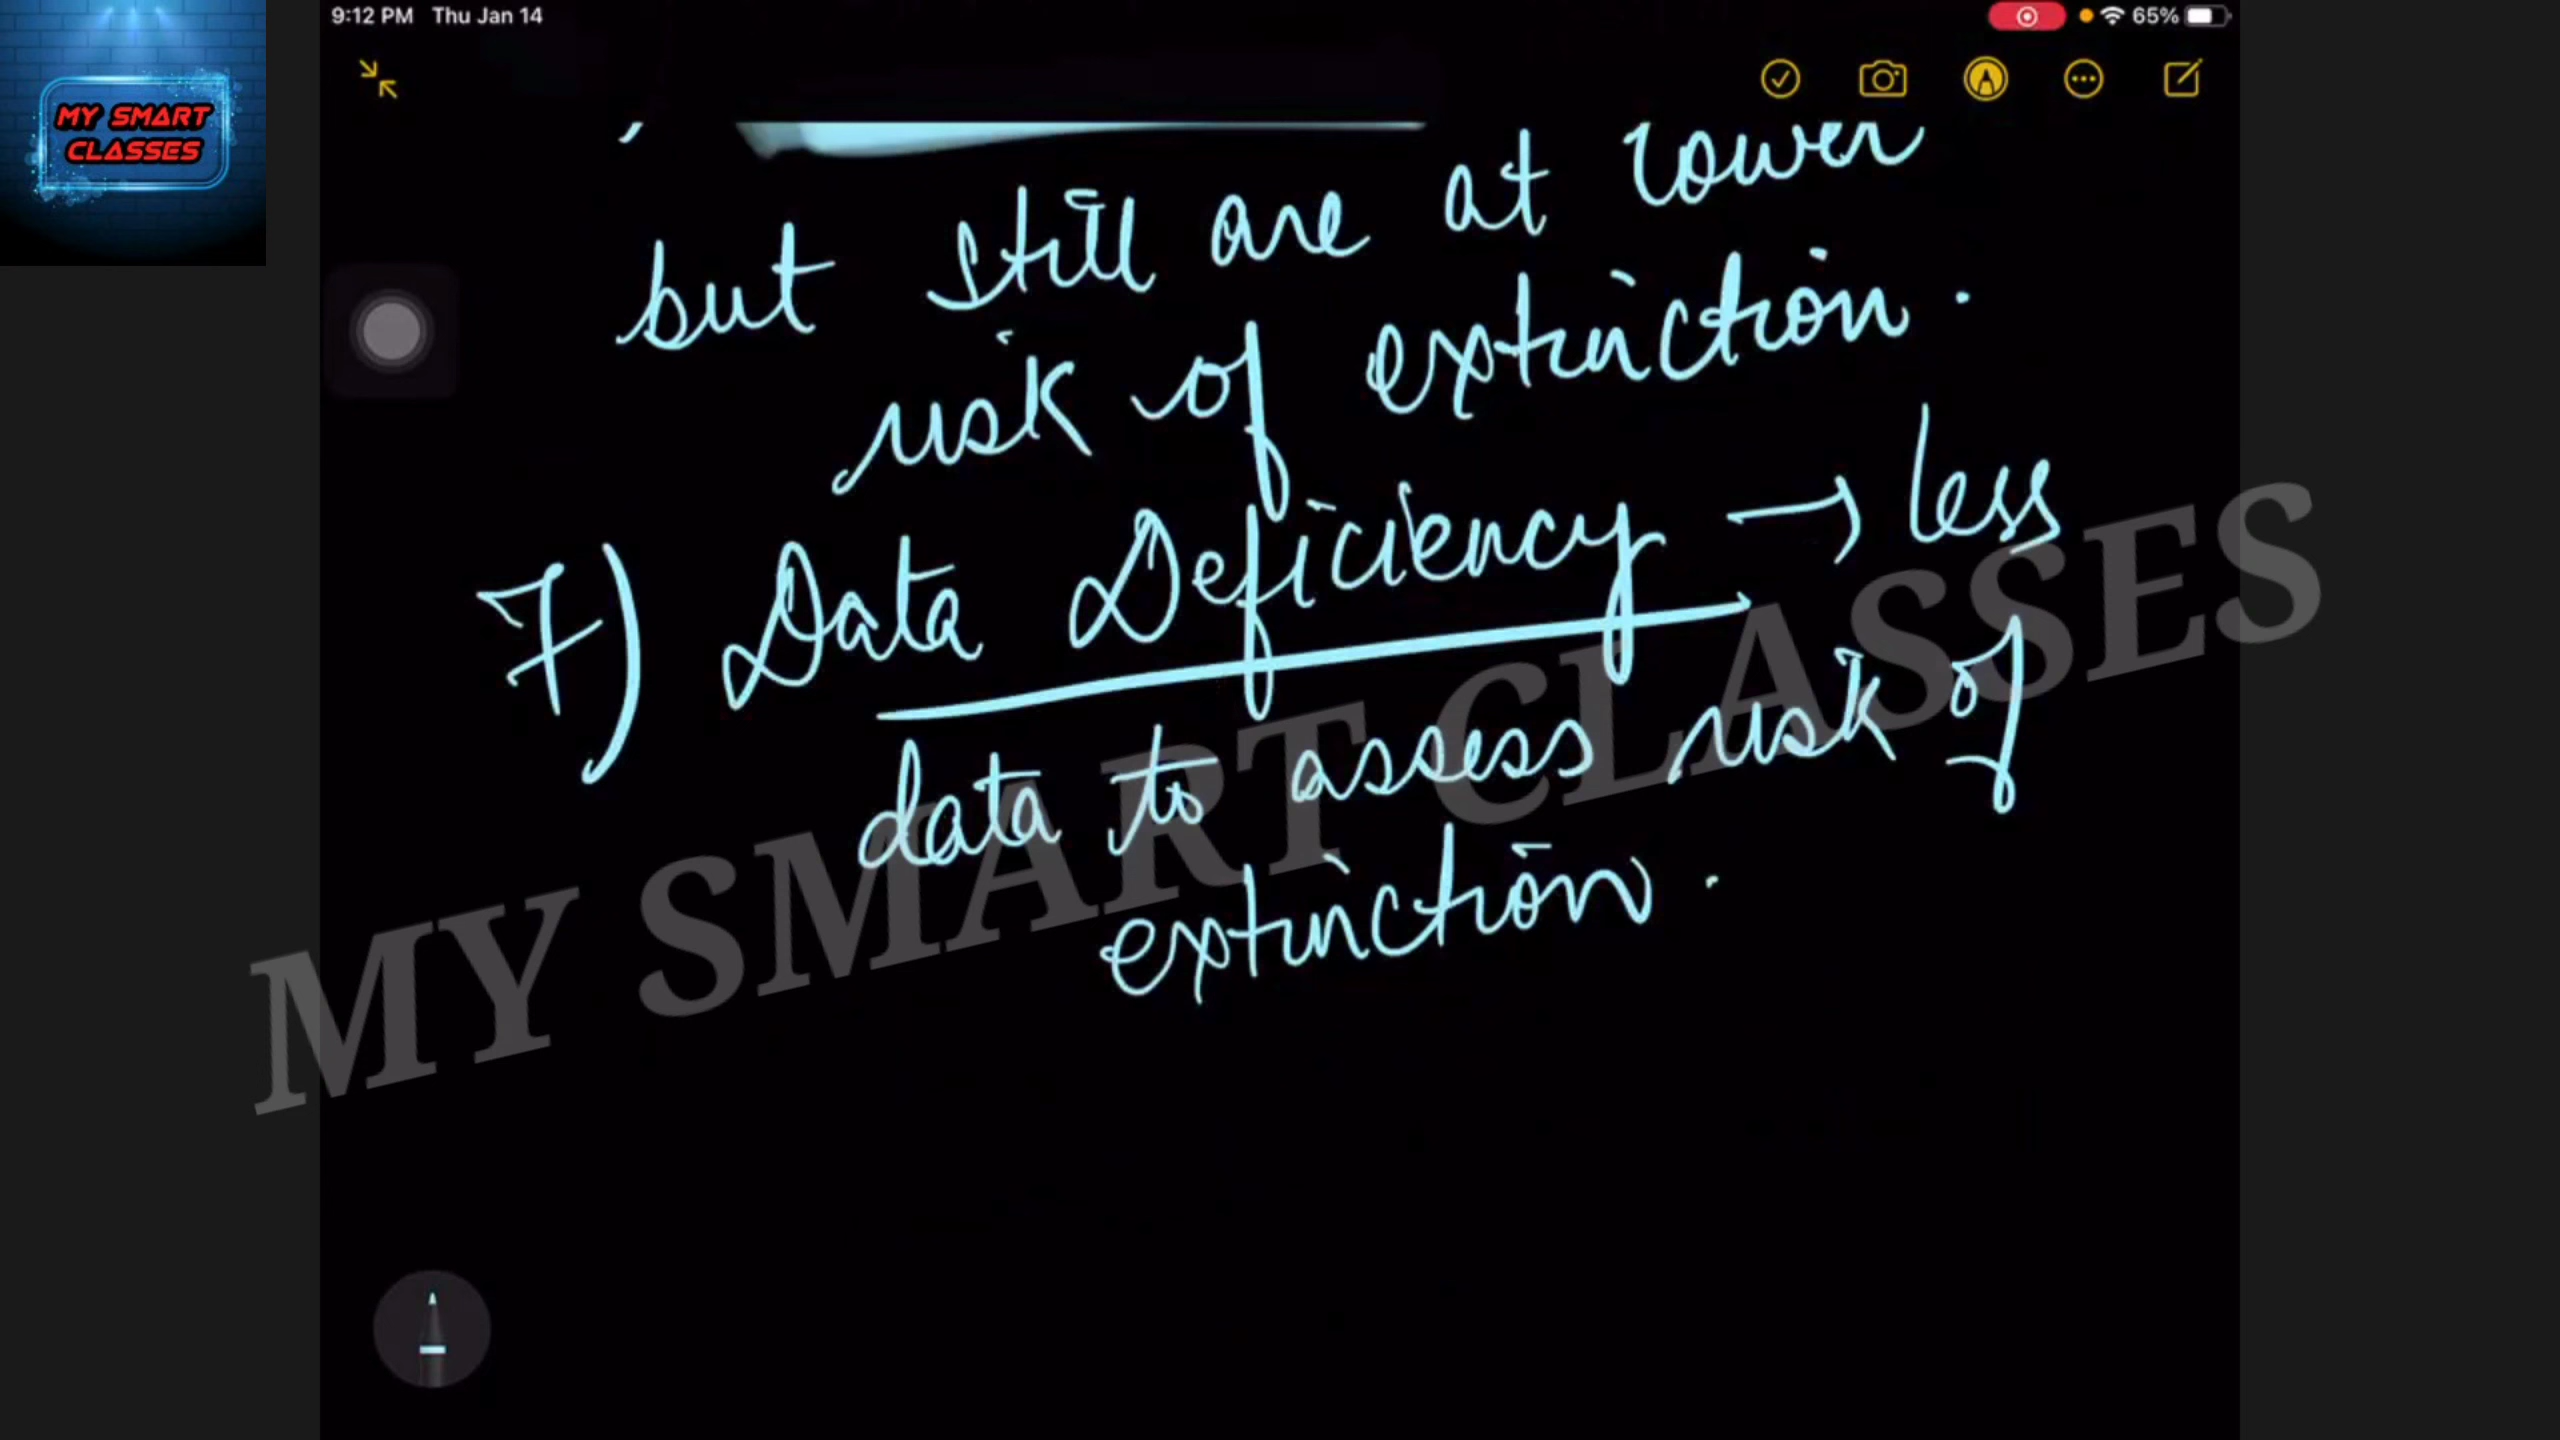 9:12 PM Thu Jan 14
65%
MY SMART
CLASSES
but still are at lower
risk of extinction.
7) Data Deficiency → less
data to assess risk of
extinction.
MY SMART CLASSES